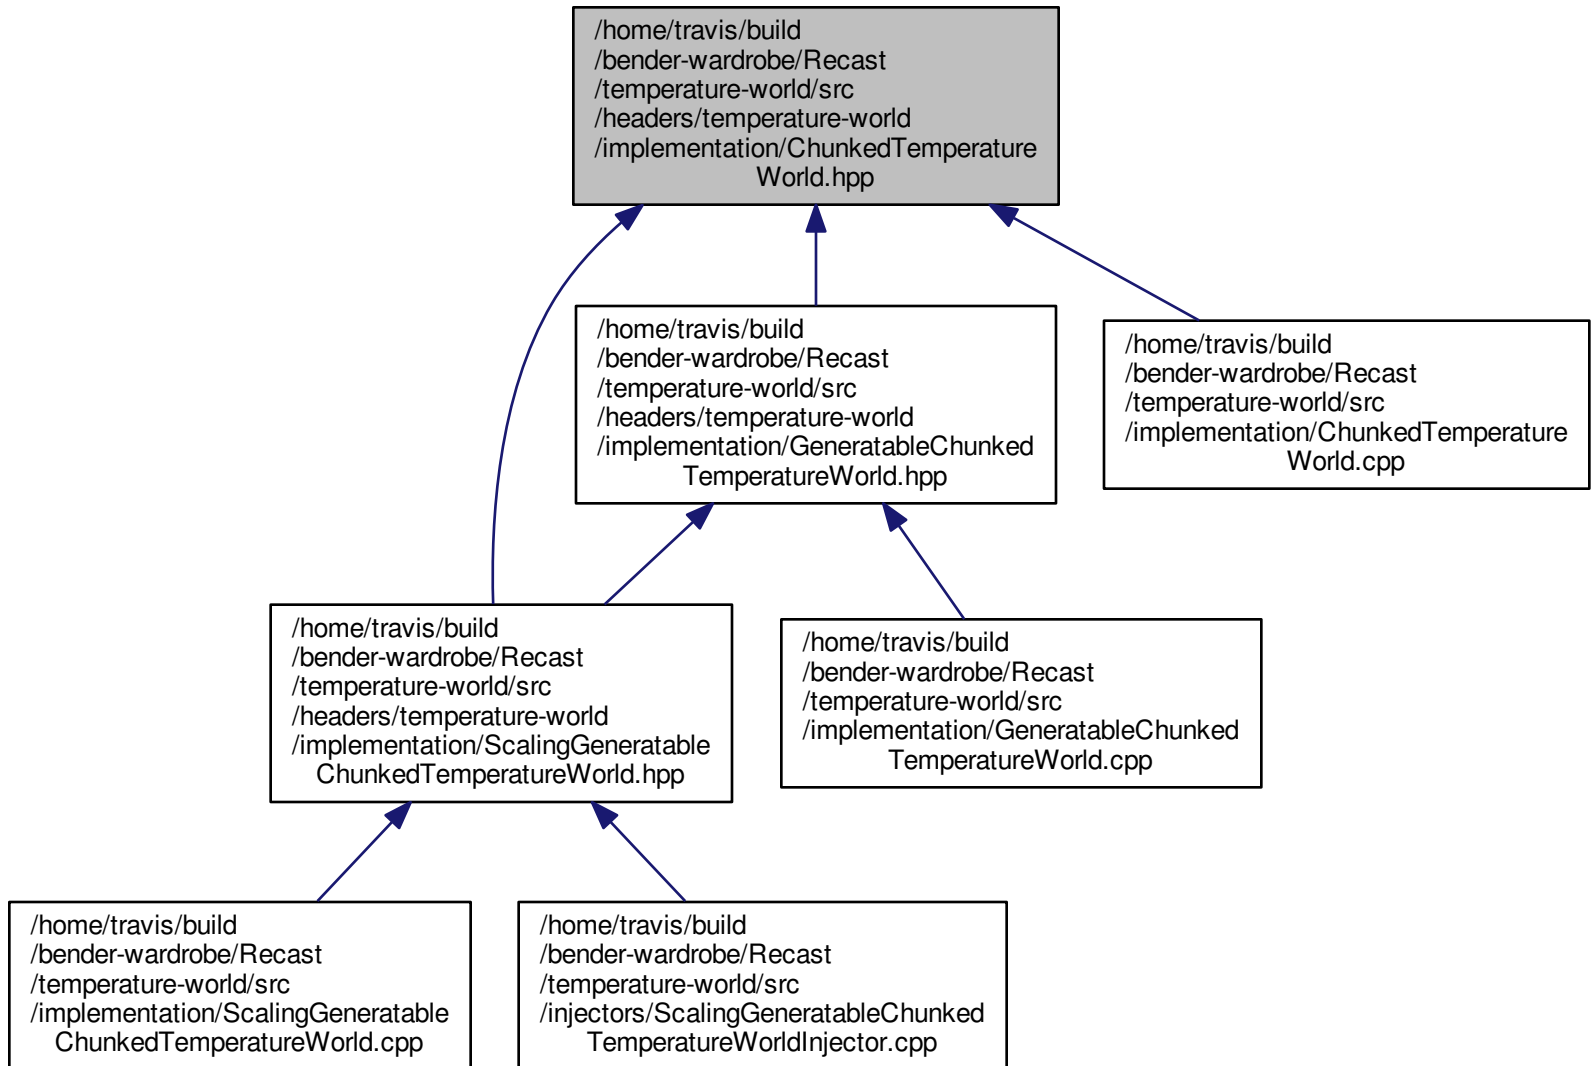 /home/travis/build
/bender-wardrobe/Recast
/temperature-world/src
/headers/temperature-world
/implementation/ChunkedTemperature
World.hpp
/home/travis/build
/bender-wardrobe/Recast
/temperature-world/src
/headers/temperature-world
/implementation/GeneratableChunked
TemperatureWorld.hpp
/home/travis/build
/bender-wardrobe/Recast
/temperature-world/src
/implementation/ChunkedTemperature
World.cpp
/home/travis/build
/bender-wardrobe/Recast
/temperature-world/src
/headers/temperature-world
/implementation/ScalingGeneratable
ChunkedTemperatureWorld.hpp
/home/travis/build
/bender-wardrobe/Recast
/temperature-world/src
/implementation/GeneratableChunked
TemperatureWorld.cpp
/home/travis/build
/bender-wardrobe/Recast
/temperature-world/src
/implementation/ScalingGeneratable
ChunkedTemperatureWorld.cpp
/home/travis/build
/bender-wardrobe/Recast
/temperature-world/src
/injectors/ScalingGeneratableChunked
TemperatureWorldInjector.cpp